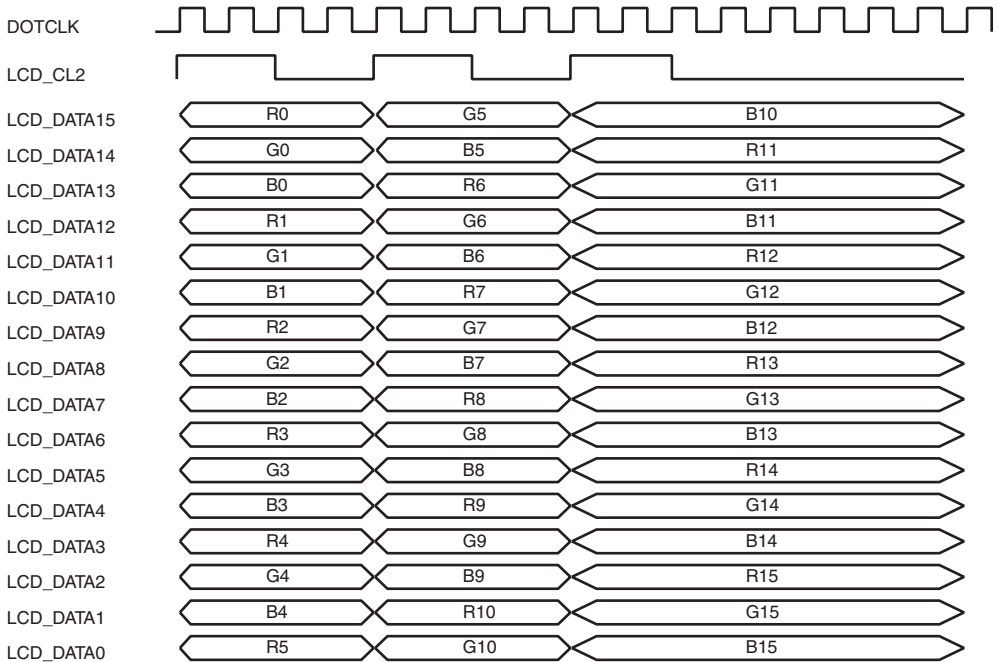 DOTCLK
LCD_CL2
LCD_DATA15 R0 G5 B10
LCD_DATA14 G0 B5 R11
LCD_DATA13 B0 R6 G11
LCD_DATA12 R1 G6 B11
LCD_DATA11 G1 B6 R12
LCD_DATA10 B1 R7 G12
LCD_DATA9 R2 G7 B12
LCD_DATA8 G2 B7 R13
LCD_DATA7 B2 R8 G13
LCD_DATA6 R3 G8 B13
LCD_DATA5 G3 B8 R14
LCD_DATA4 B3 R9 G14
LCD_DATA3 R4 G9 B14
LCD_DATA2 G4 B9 R15
LCD_DATA1 B4 R10 G15
LCD_DATA0 R5 G10 B15